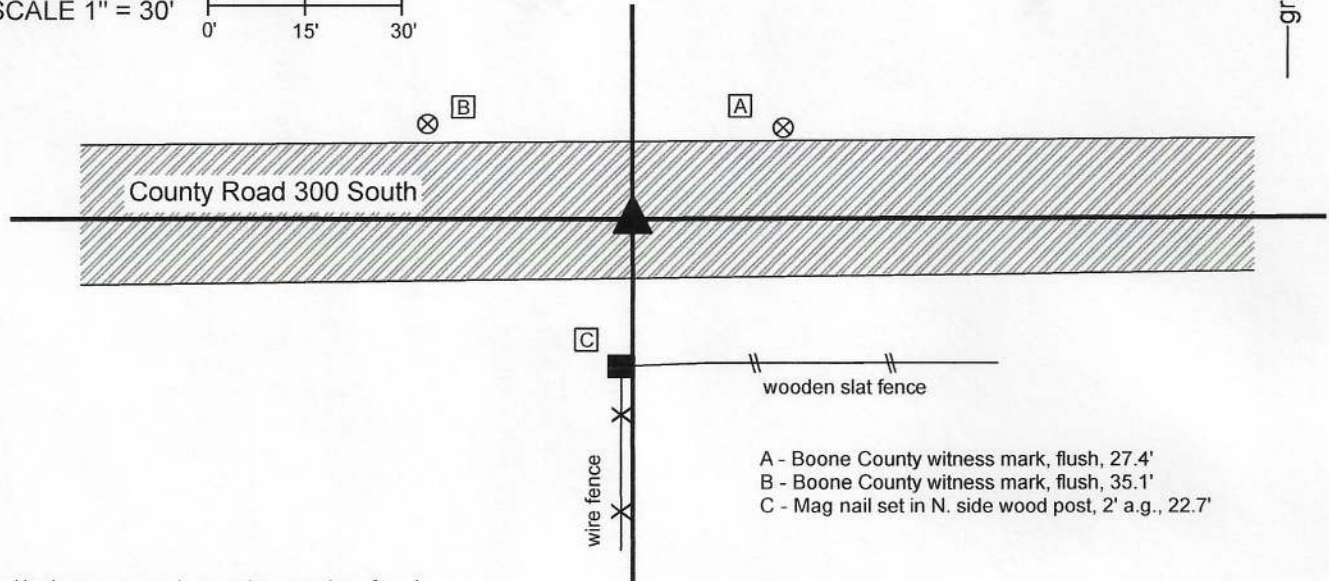 SCALE 1" = 30'
0' 15' 30'
B
A
County Road 300 South
C
wooden slat fence
wire fence
A - Boone County witness mark, flush, 27.4'
B - Boone County witness mark, flush, 35.1'
C - Mag nail set in N. side wood post, 2' a.g., 22.7'